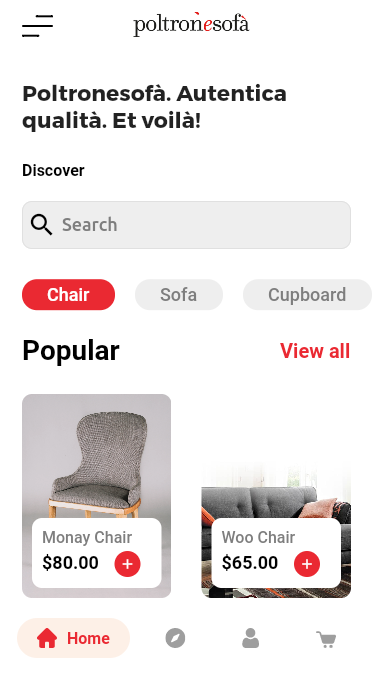 poltronesofà
Poltronesofà. Autentica
qualità. Et voilà!
Discover
Search
Chair Sofa Cupboard
Popular View all
Monay Chair Woo Chair
$80.00 + $65.00 +
Home